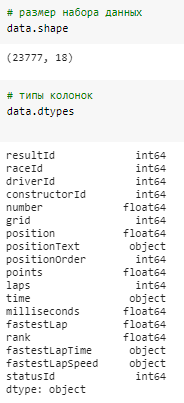 # размер набора данных
data.shape
(23777, 18)
# типы колонок
data.dtypes
resultId int64
raceId int64
driverId int64
constructorId int64
number float64
grid int64
position float64
positionText object
positionOrder int64
points float64
laps int64
time object
milliseconds float64
fastestLap float64
rank float64
fastestLapTime object
fastestLapSpeed object
statusId int64
dtype: object